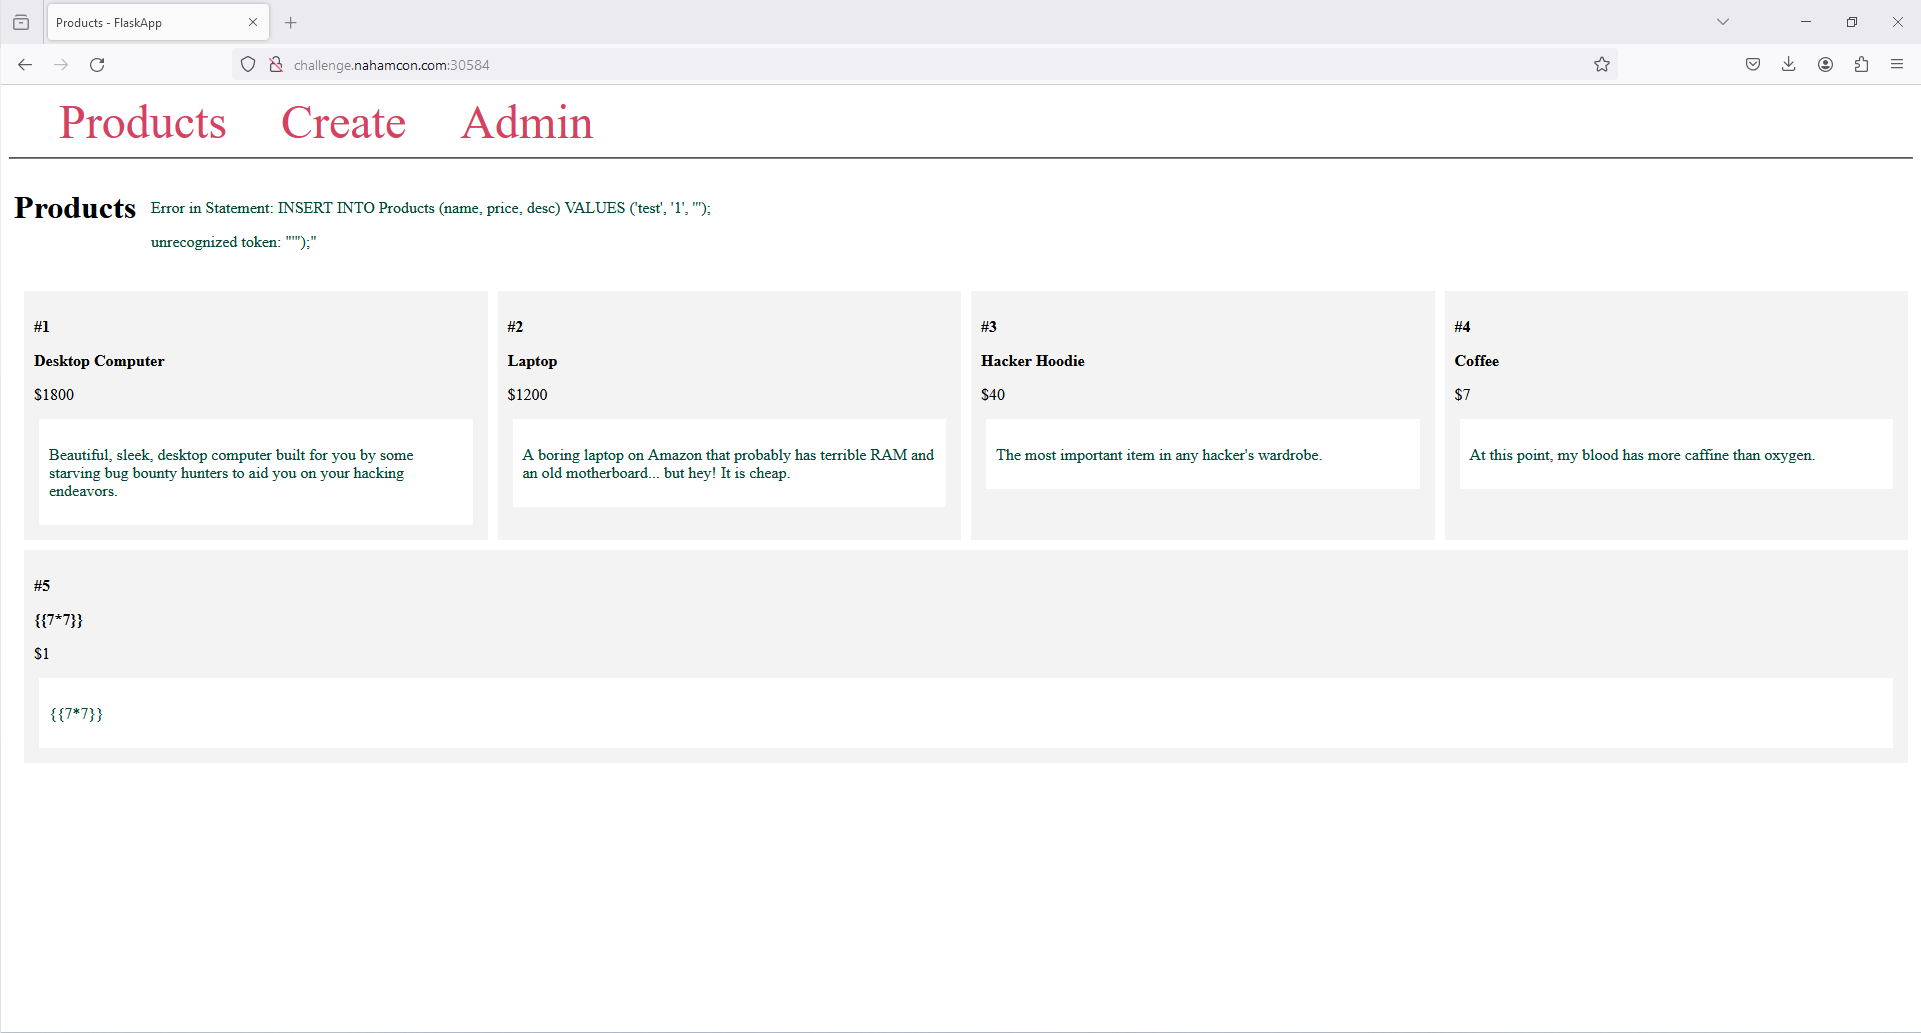 Products - FlaskApp
challenge.nahamcon.com:30584
Products Create Admin
Products
Error in Statement: INSERT INTO Products (name, price, desc) VALUES ('test', '1', ''');
unrecognized token: "''');"
#1
Desktop Computer
$1800
Beautiful, sleek, desktop computer built for you by some
starving bug bounty hunters to aid you on your hacking
endeavors.
#2
Laptop
$1200
A boring laptop on Amazon that probably has terrible RAM and
an old motherboard... but hey! It is cheap.
#3
Hacker Hoodie
$40
The most important item in any hacker's wardrobe.
#4
Coffee
$7
At this point, my blood has more caffine than oxygen.
#5
{{7*7}}
$1
{{7*7}}